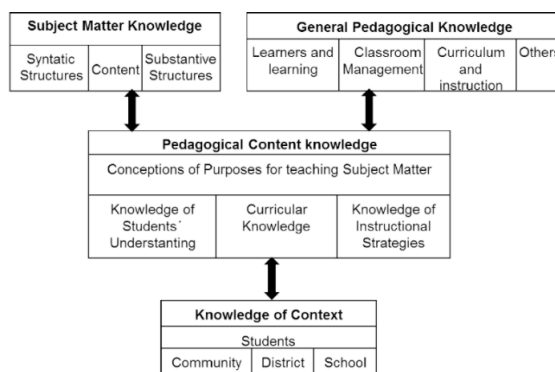 Subject Matter Knowledge
Syntatic
Structures
Content
Substantive
Structures
General Pedagogical Knowledge
Learners and
learning
Classroom
Management
Curriculum
and
instruction
Others
Pedagogical Content knowledge
Conceptions of Purposes for teaching Subject Matter
Knowledge of
Students´
Understanting
Curricular
Knowledge
Knowledge of
Instructional
Strategies
Knowledge of Context
Students
Community
District
School